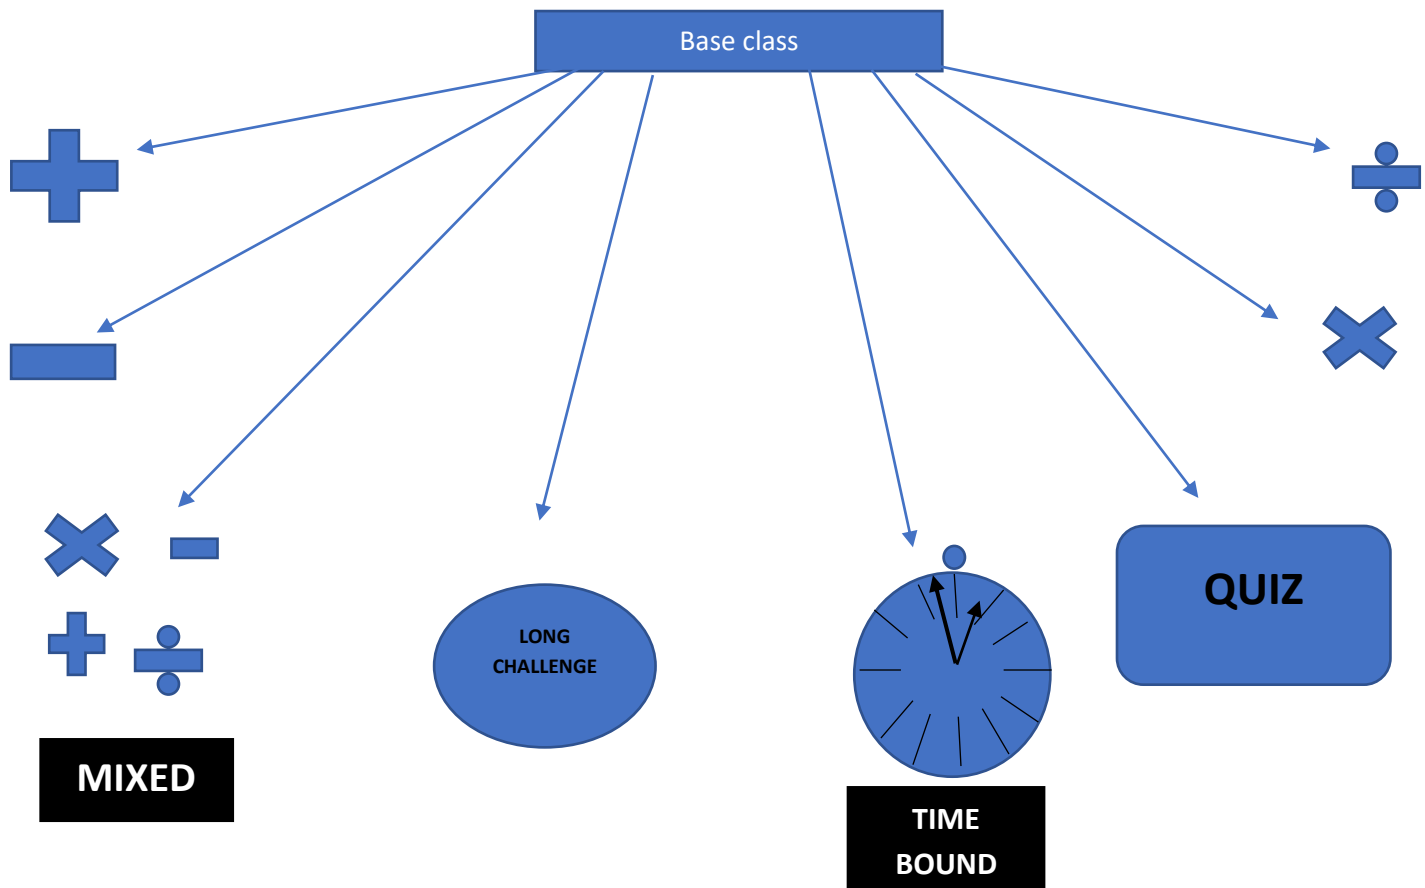 Base class
QUIZ
LONG
CHALLENGE
MIXED
TIME
BOUND